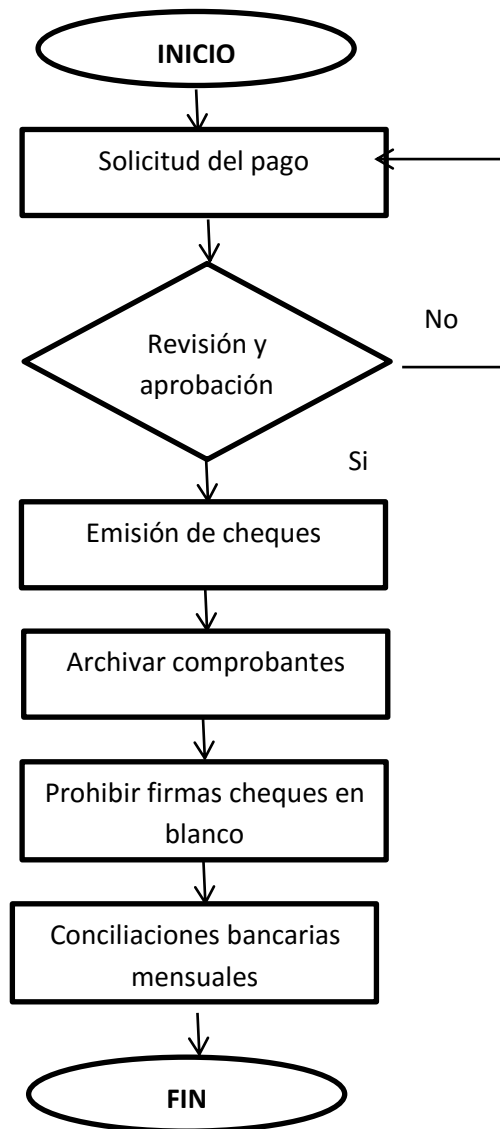 INICIO
Solicitud del pago
No
Revisión y
aprobación
Si
Emisión de cheques
Archivar comprobantes
Prohibir firmas cheques en
blanco
Conciliaciones bancarias
mensuales
FIN